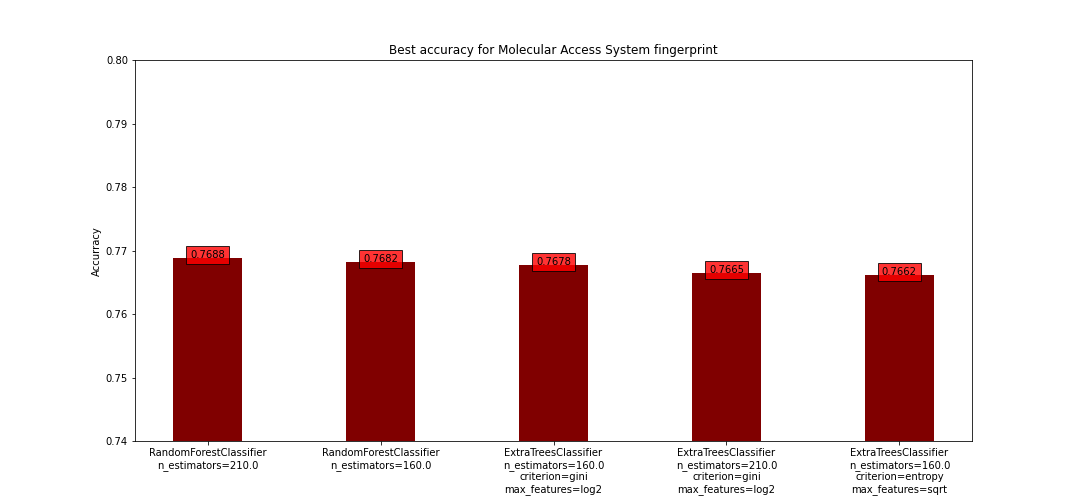 Best accuracy for Molecular Access System fingerprint
Accurracy
0.80
0.79
0.78
0.77
0.76
0.75
0.74
0.7688
0.7682
0.7678
0.7665
0.7662
RandomForestClassifier
n_estimators=210.0
RandomForestClassifier
n_estimators=160.0
ExtraTreesClassifier
n_estimators=160.0
criterion=gini
max_features=log2
ExtraTreesClassifier
n_estimators=210.0
criterion=gini
max_features=log2
ExtraTreesClassifier
n_estimators=160.0
criterion=entropy
max_features=sqrt